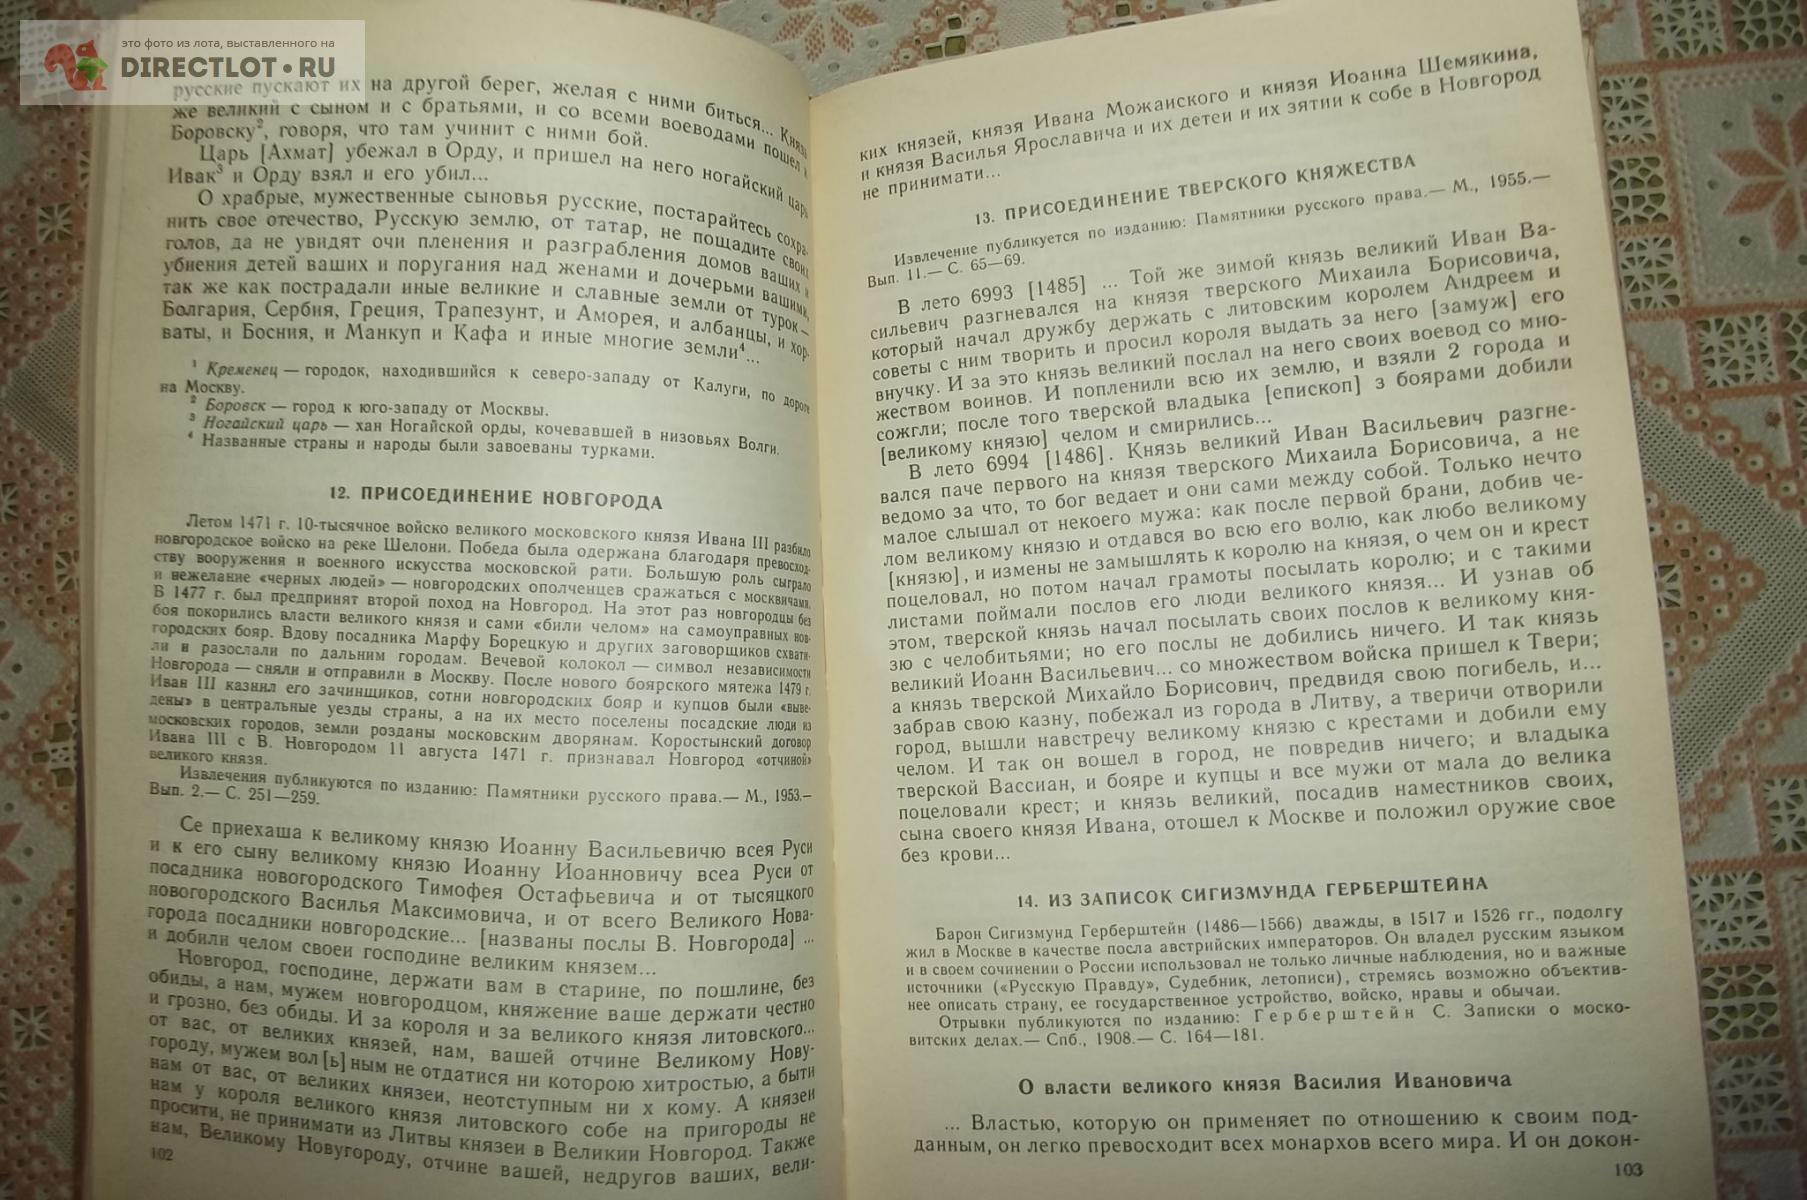 это фото из лота, выставленного на
DIRECTLOT.RU
русские пускают их на другой берег, желая с ними биться... Князь
же великий с сыном и с братьями, и со всеми воеводами пошел к
Боровску², говоря, что там учинит с ними бой.
Царь [Ахмат] убежал в Орду, и пришел на него ногайский царь
Ивак³ и Орду взял и его убил...
О храбрые, мужественные сыновья русские, постарайтесь сохра-
нить свое отечество, Русскую землю, от татар, не пощадите своих
голов, да не увидят очи пленения и разграбления домов ваших и
убиения детей ваших и поругания над женами и дочерьми вашими,
так же как пострадали иные великие и славные земли от турок —
Болгария, Сербия, Греция, Трапезунт, и Аморея, и албанцы, и хор-
ваты, и Босния, и Манкуп и Кафа и иные многие земли⁴...
¹ Кременец — городок, находившийся к северо-западу от Калуги, по дороге
на Москву.
² Боровск — город к юго-западу от Москвы.
³ Ногайский царь — хан Ногайской орды, кочевавшей в низовьях Волги.
⁴ Названные страны и народы были завоеваны турками.
12. ПРИСОЕДИНЕНИЕ НОВГОРОДА
Летом 1471 г. 10-тысячное войско великого московского князя Ивана III разбило
новгородское войско на реке Шелони. Победа была одержана благодаря превосход-
ству вооружения и военного искусства московской рати. Большую роль сыграло
и нежелание «черных людей» — новгородских ополченцев сражаться с москвичами.
В 1477 г. был предпринят второй поход на Новгород. На этот раз новгородцы без
боя покорились власти великого князя и сами «били челом» на самоуправных нов-
городских бояр. Вдову посадника Марфу Борецкую и других заговорщиков схвати-
ли и разослали по дальним городам. Вечевой колокол — символ независимости
Новгорода — сняли и отправили в Москву. После нового боярского мятежа 1479 г.
Иван III казнил его зачинщиков, сотни новгородских бояр и купцов были «выве-
дены» в центральные уезды страны, а на их место поселены посадские люди из
московских городов, земли розданы московским дворянам. Коростынский договор
Ивана III с В. Новгородом 11 августа 1471 г. признавал Новгород «отчиной»
великого князя.
Извлечения публикуются по изданию: Памятники русского права.— М., 1953.—
Вып. 2.— С. 251—259.
Се приехаша к великому князю Иоанну Васильевичю всея Руси
и к его сыну великому князю Иоанну Иоанновичу всеа Руси от
посадника новогородского Тимофея Остафьевича и от тысяцкого
новогородского Василья Максимовича, и от всего Великого Нова-
города посадники новгородские... [названы послы В. Новгорода] ...
и добили челом своеи господине великим князем...
Новгород, господине, держати вам в старине, по пошлине, без
обиды, а нам, мужем новгородцом, княжение ваше держати честно
и грозно, без обиды. И за короля и за великого князя литовского...
от вас, от великих князей, нам, вашей отчине Великому Нову-
городу, мужем вол[ь]ным не отдатися ни которою хитростью, а быти
нам от вас, от великих князеи, неотступным ни х кому. А князеи
нам у короля великого князя литовского собе на пригороды не
просити, не принимати из Литвы князеи в Великии Новгород. Также
нам, Великому Новугороду, отчине вашей, недругов ваших, вели-
102
ких князей, князя Ивана Можаиского и князя Иоанна Шемякина,
и князя Василья Ярославича и их детеи и их зятии к собе в Новгород
не принимати...
13. ПРИСОЕДИНЕНИЕ ТВЕРСКОГО КНЯЖЕСТВА
Извлечение публикуется по изданию: Памятники русского права.— М., 1955.—
Вып. 11.— С. 65—69.
В лето 6993 [1485] ... Той же зимой князь великий Иван Ва-
сильевич разгневался на князя тверского Михаила Борисовича,
который начал дружбу держать с литовским королем Андреем и
советы с ним творить и просил короля выдать за него [замуж] его
внучку. И за это князь великий послал на него своих воевод со мно-
жеством воинов. И попленили всю их землю, и взяли 2 города и
сожгли; после того тверской владыка [епископ] з боярами добили
[великому князю] челом и смирились...
В лето 6994 [1486]. Князь великий Иван Васильевич разгне-
вался паче первого на князя тверского Михаила Борисовича, а не
ведомо за что, то бог ведает и они сами между собой. Только нечто
малое слышал от некоего мужа: как после первой брани, добив че-
лом великому князю и отдався во всю его волю, как любо великому
[князю], и измены не замышлять к королю на князя, о чем он и крест
поцеловал, но потом начал грамоты посылать королю; и с такими
листами поймали послов его люди великого князя... И узнав об
этом, тверской князь начал посылать своих послов к великому кня-
зю с челобитьями; но его послы не добились ничего. И так князь
великий Иоанн Васильевич... со множеством войска пришел к Твери;
а князь тверской Михайло Борисович, предвидя свою погибель, и...
забрав свою казну, побежал из города в Литву, а тверичи отворили
город, вышли навстречу великому князю с крестами и добили ему
челом. И так он вошел в город, не повредив ничего; и владыка
тверской Вассиан, и бояре и купцы и все мужи от мала до велика
поцеловали крест; и князь великий, посадив наместников своих,
сына своего князя Ивана, отошел к Москве и положил оружие свое
без крови...
14. ИЗ ЗАПИСОК СИГИЗМУНДА ГЕРБЕРШТЕЙНА
Барон Сигизмунд Герберштейн (1486—1566) дважды, в 1517 и 1526 гг., подолгу
жил в Москве в качестве посла австрийских императоров. Он владел русским языком
и в своем сочинении о России использовал не только личные наблюдения, но и важные
источники («Русскую Правду», Судебник, летописи), стремясь возможно объектив-
нее описать страну, ее государственное устройство, войско, нравы и обычаи.
Отрывки публикуются по изданию: Герберштейн С. Записки о моско-
витских делах.— Спб., 1908.— С. 164—181.
О власти великого князя Василия Ивановича
... Властью, которую он применяет по отношению к своим под-
данным, он легко превосходит всех монархов всего мира. И он докон-
103